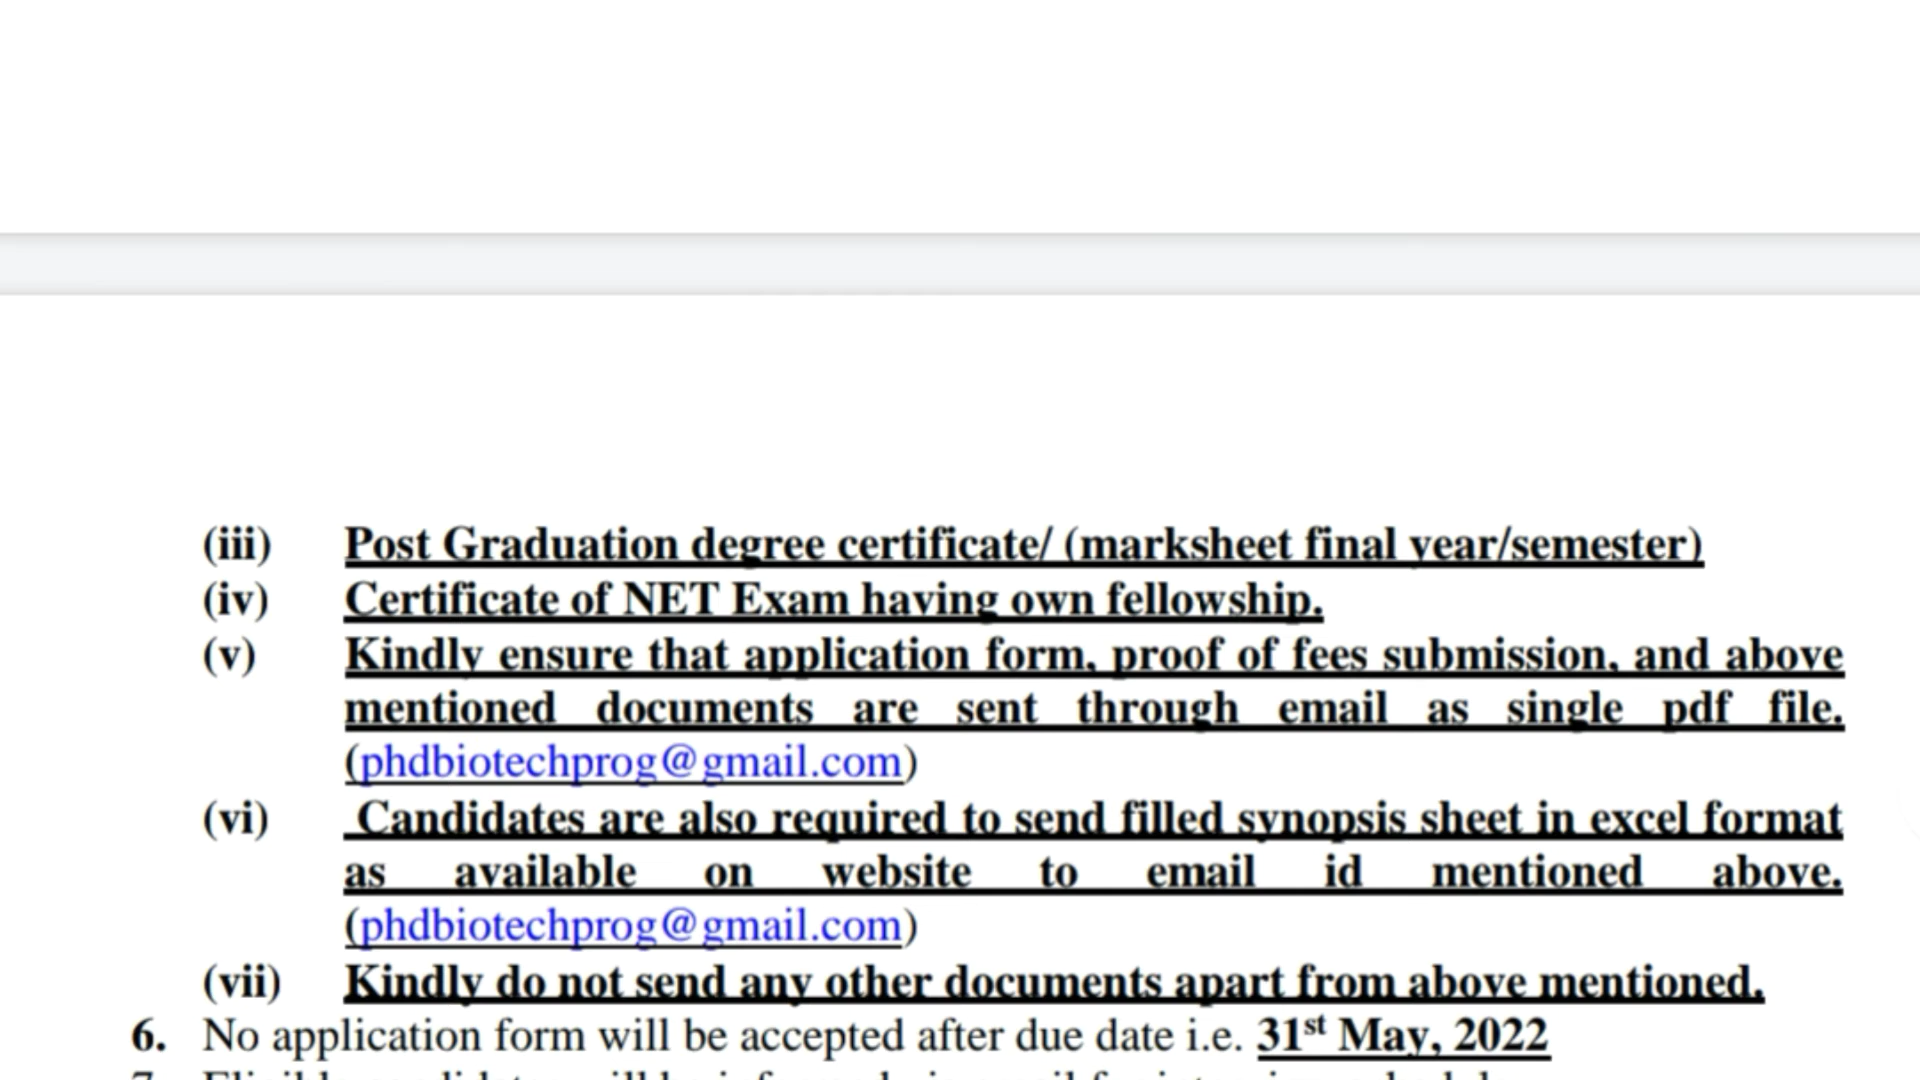 (iii) Post Graduation degree certificate/ (marksheet final year/semester)
(iv) Certificate of NET Exam having own fellowship.
(v) Kindly ensure that application form, proof of fees submission, and above
mentioned documents are sent through email as single pdf file.
(phdbiotechprog@gmail.com)
(vi) Candidates are also required to send filled synopsis sheet in excel format
as available on website to email id mentioned above.
(phdbiotechprog@gmail.com)
(vii) Kindly do not send any other documents apart from above mentioned.
6. No application form will be accepted after due date i.e. 31st May, 2022